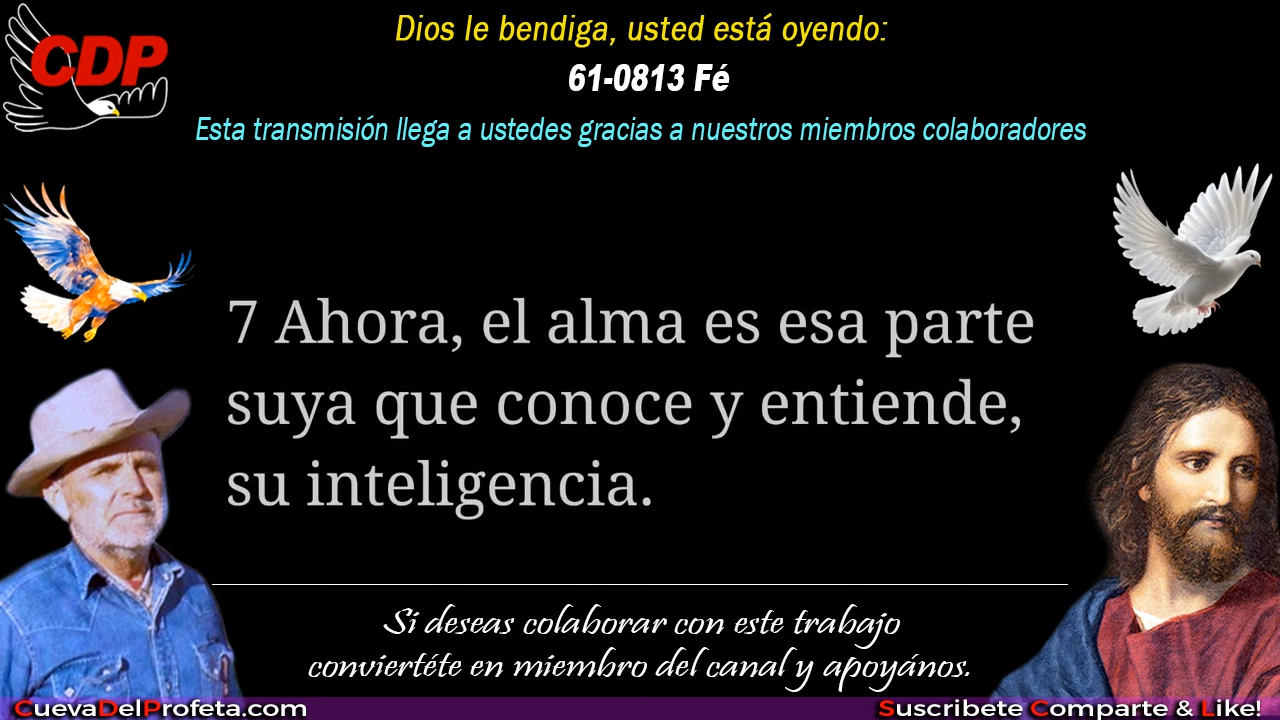 CDP
Dios le bendiga, usted está oyendo:
61-0813 Fé
Esta transmisión llega a ustedes gracias a nuestros miembros colaboradores
7 Ahora, el alma es esa parte
suya que conoce y entiende,
su inteligencia.
Si deseas colaborar con este trabajo
conviertéte en miembro del canal y apoyános.
CuevaDelProfeta.com
Suscribete Comparte & Like!